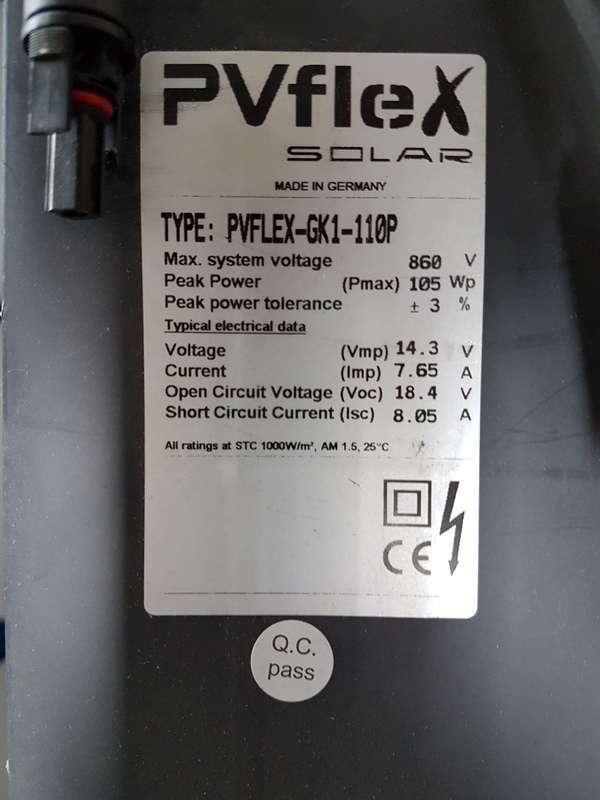 PVfleX
SOLAR
MADE IN GERMANY
TYPE: PVFLEX-GK1-110P
Max. system voltage 860 V
Peak Power (Pmax) 105 Wp
Peak power tolerance ± 3 %
Typical electrical data
Voltage (Vmp) 14.3 V
Current (Imp) 7.65 A
Open Circuit Voltage (Voc) 18.4 V
Short Circuit Current (Isc) 8.05 A
All ratings at STC 1000W/m², AM 1.5, 25°C
CE
Q.C.
pass